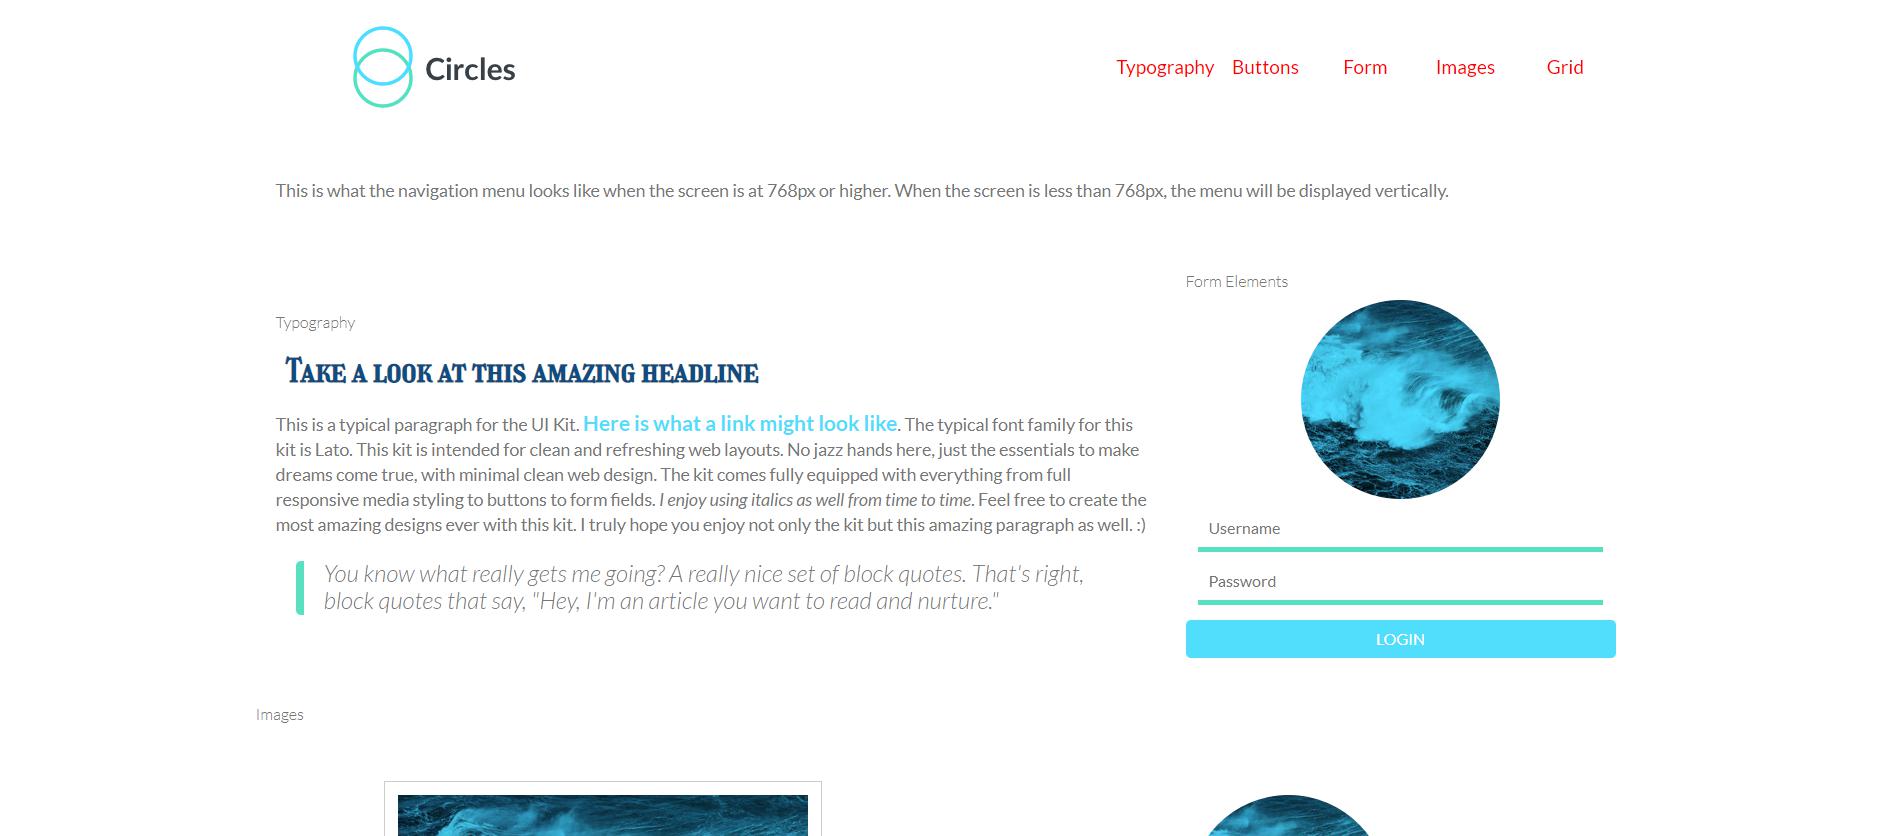 Circles
Typography Buttons Form Images Grid
This is what the navigation menu looks like when the screen is at 768px or higher. When the screen is less than 768px, the menu will be displayed vertically.
Form Elements
Typography
Take a look at this amazing headline
This is a typical paragraph for the UI Kit. Here is what a link might look like. The typical font family for this
kit is Lato. This kit is intended for clean and refreshing web layouts. No jazz hands here, just the essentials to make
dreams come true, with minimal clean web design. The kit comes fully equipped with everything from full
responsive media styling to buttons to form fields. I enjoy using italics as well from time to time. Feel free to create the
most amazing designs ever with this kit. I truly hope you enjoy not only the kit but this amazing paragraph as well. :)
You know what really gets me going? A really nice set of block quotes. That's right,
block quotes that say, "Hey, I'm an article you want to read and nurture."
Username
Password
LOGIN
Images